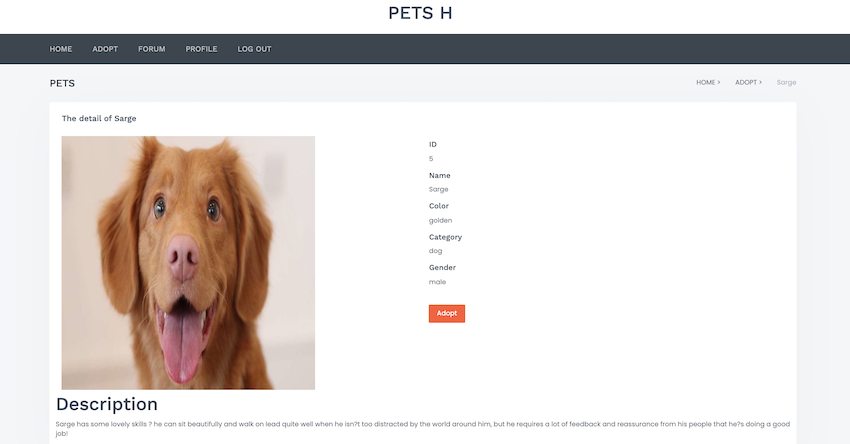 PETS H
HOME ADOPT FORUM PROFILE LOG OUT
PETS
HOME > ADOPT > Sarge
The detail of Sarge
ID
5
Name
Sarge
Color
golden
Category
dog
Gender
male
Adopt
Description
Sarge has some lovely skills ? he can sit beautifully and walk on lead quite well when he isn?t too distracted by the world around him, but he requires a lot of feedback and reassurance from his people that he?s doing a good
job!